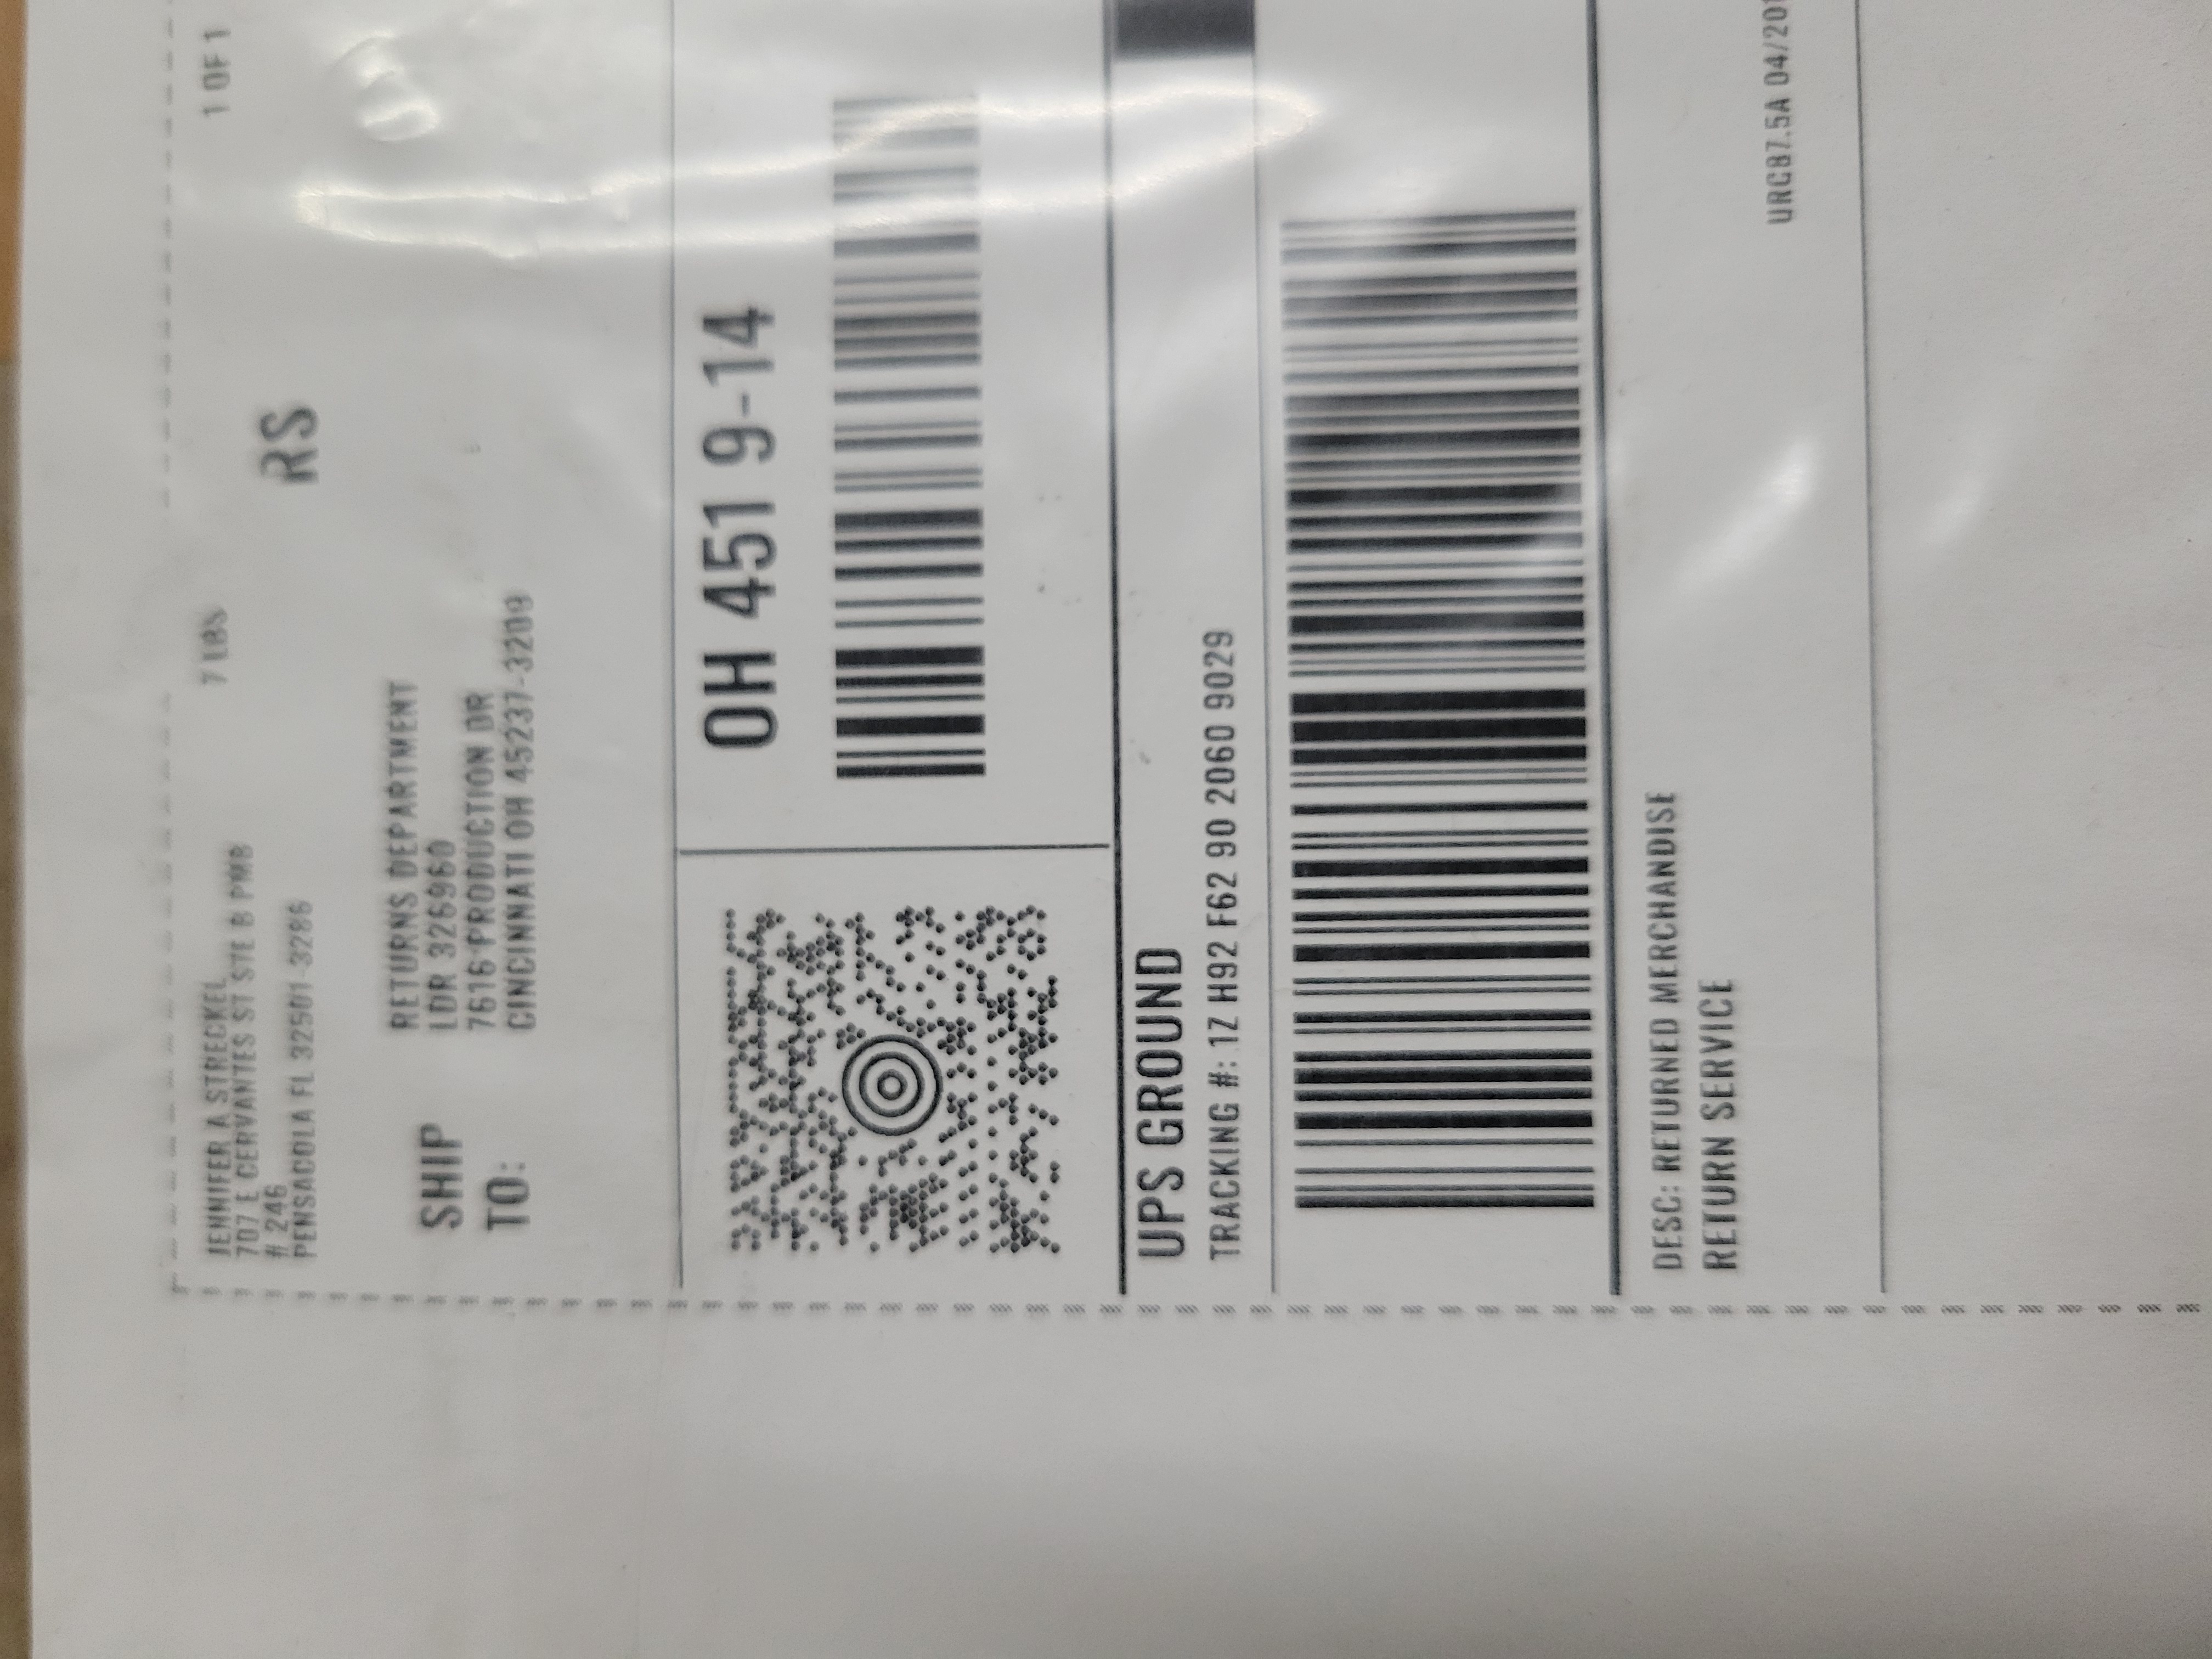 JENNIFER A STRECKEL
707 E CERVANTES ST STE B PMB
# 246
PENSACOLA FL 32501-3286
7 LBS
1 OF 1
RS
SHIP
TO:
RETURNS DEPARTMENT
LDR 326960
7616 PRODUCTION DR
CINCINNATI OH 45237-3209
OH 451 9-14
UPS GROUND
TRACKING #: 1Z H92 F62 90 2060 9029
DESC: RETURNED MERCHANDISE
RETURN SERVICE
URC87.5A 04/201